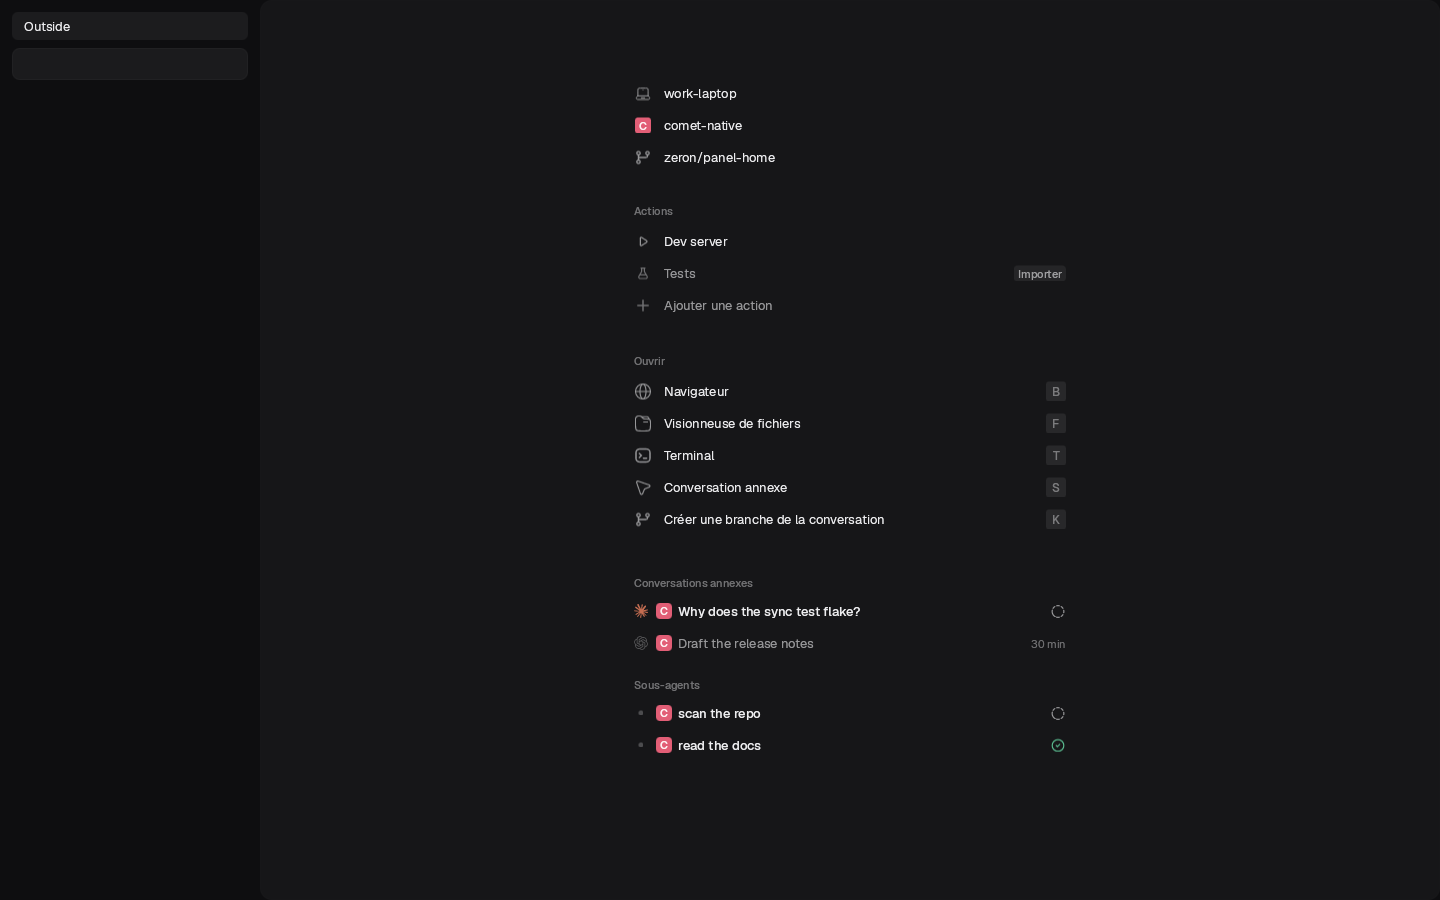 Outside
work-laptop
C comet-native
zeron/panel-home
Actions
Dev server
Tests Importer
Ajouter une action
Ouvrir
Navigateur B
Visionneuse de fichiers F
Terminal T
Conversation annexe S
Créer une branche de la conversation K
Conversations annexes
C Why does the sync test flake?
C Draft the release notes 30 min
Sous-agents
C scan the repo
C read the docs